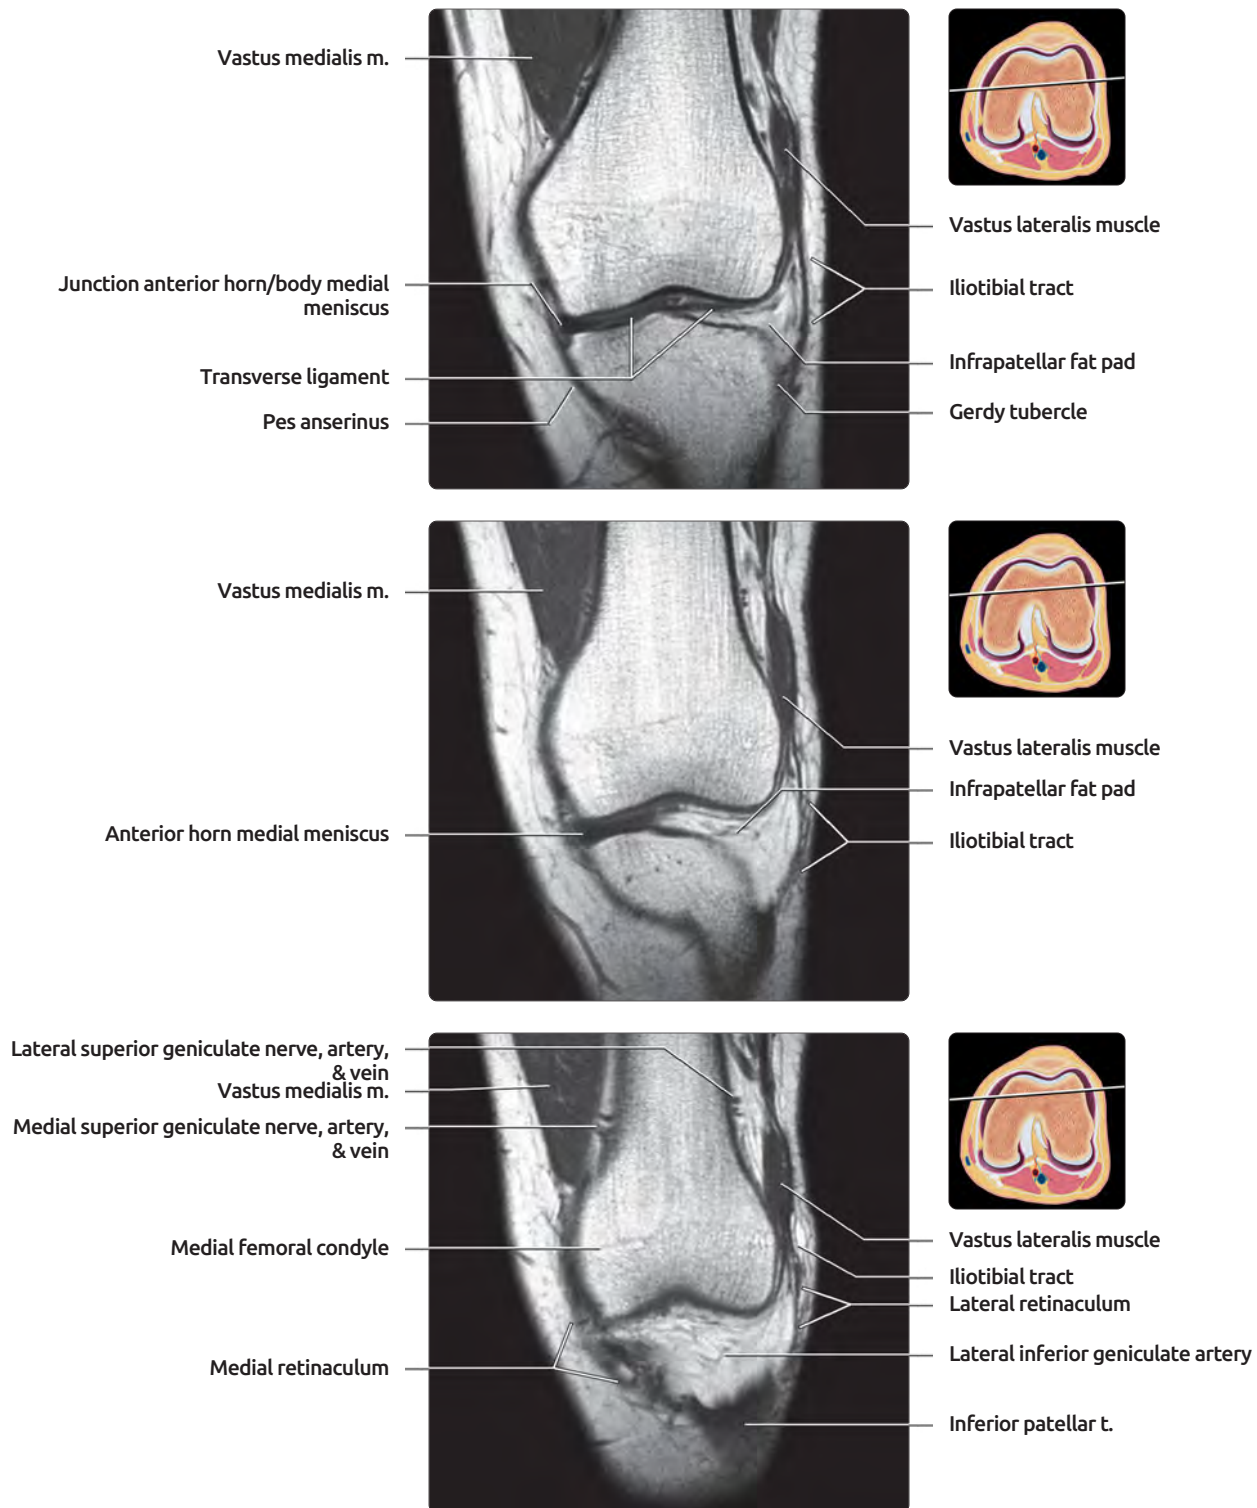 Vastus medialis m.
Vastus lateralis muscle
Junction anterior horn/body medial
meniscus
Iliotibial tract
Infrapatellar fat pad
Transverse ligament
Gerdy tubercle
Pes anserinus
Vastus medialis m.
Vastus lateralis muscle
Infrapatellar fat pad
Anterior horn medial meniscus
Iliotibial tract
Lateral superior geniculate nerve, artery,
& vein
Vastus medialis m.
Medial superior geniculate nerve, artery,
& vein
Vastus lateralis muscle
Medial femoral condyle
Iliotibial tract
Lateral retinaculum
Lateral inferior geniculate artery
Medial retinaculum
Inferior patellar t.